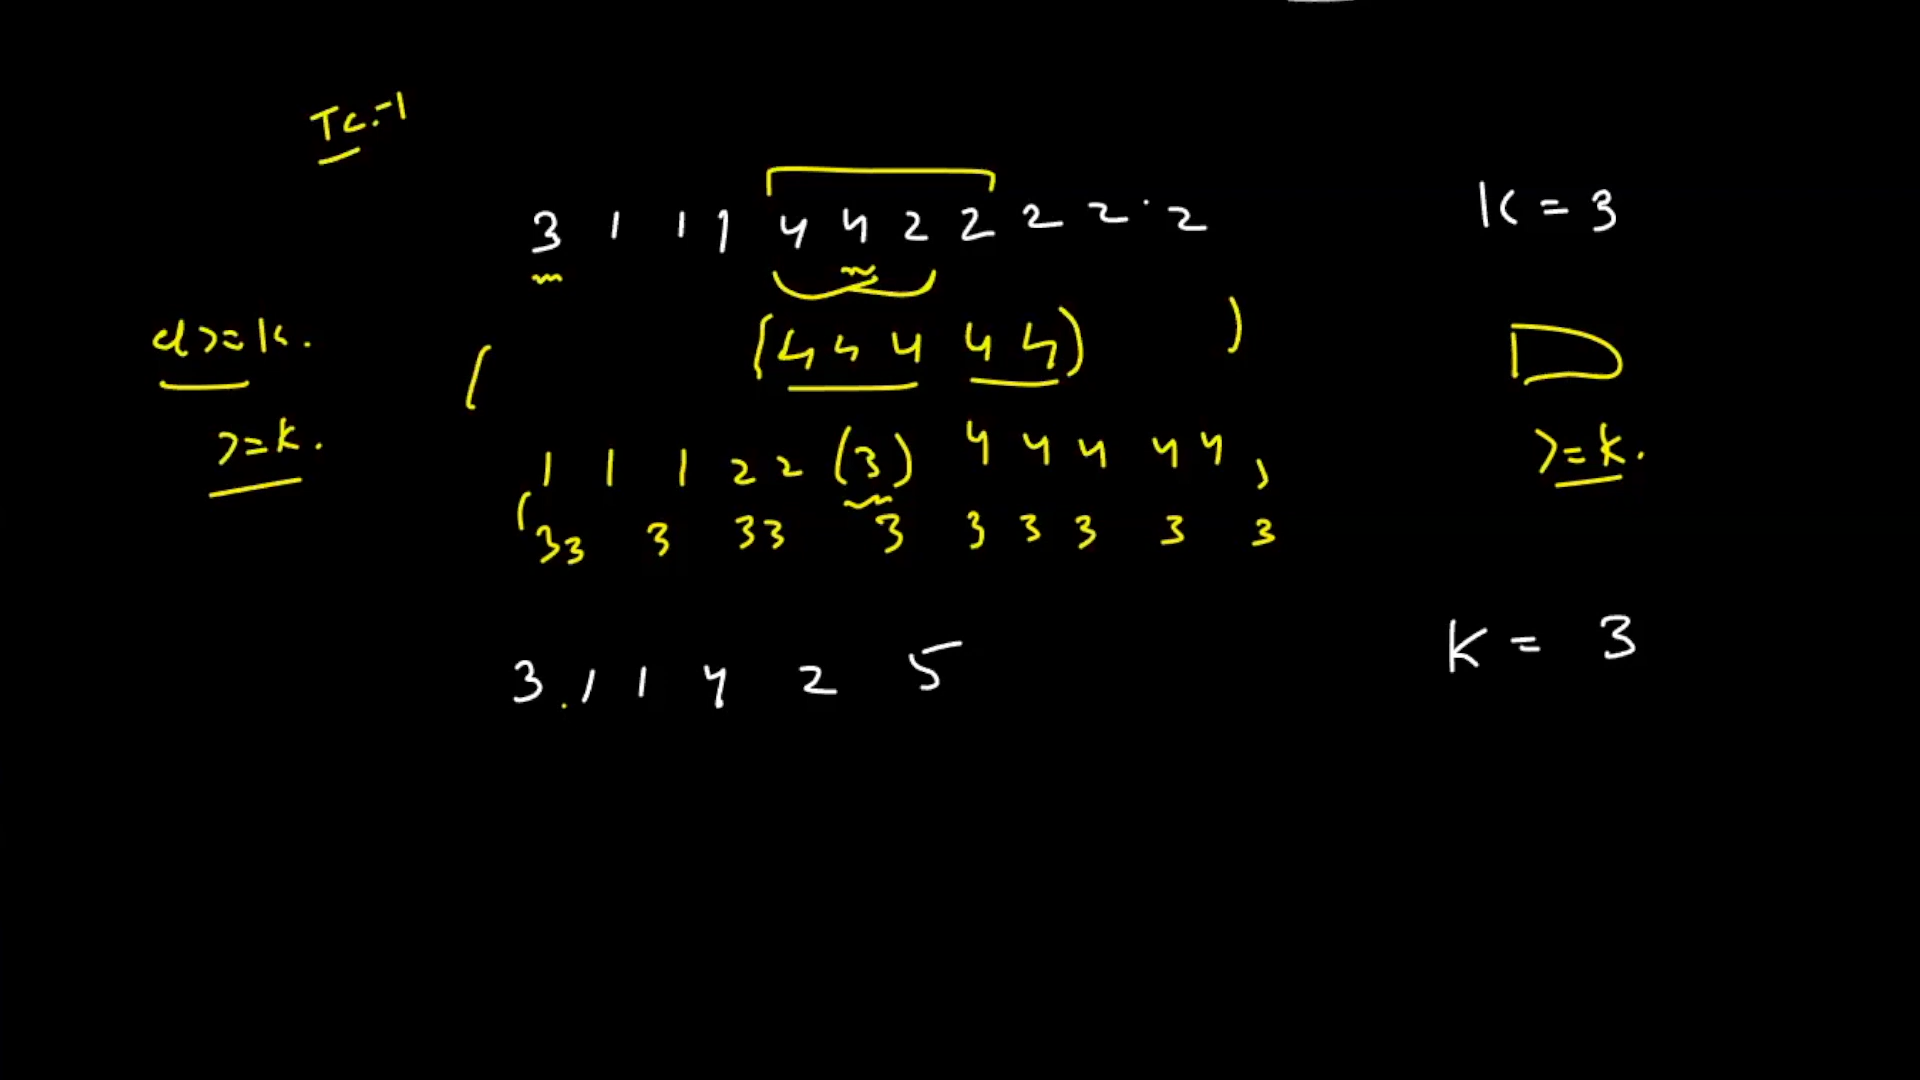 Tc.-1
3 1 1 1 4 4 2 2 2 2 2 K = 3
el >= k. ( (4 4 4 4 4) )
>= k. 1 1 1 2 2 (3) 4 4 4 4 4 , >= k.
( 33 3 33 3 3 3 3 3 3
3 1 1 4 2 5 K = 3